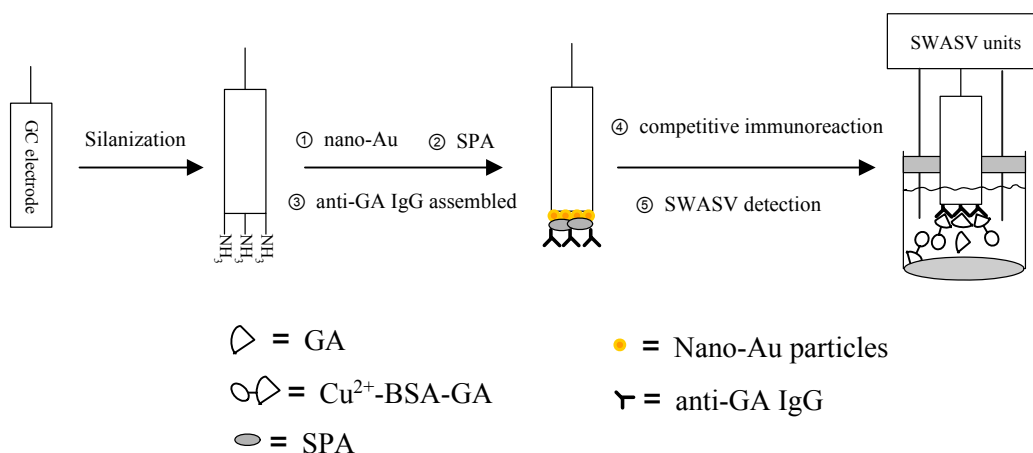 SWASV units
GC electrode
Silanization
① nano-Au ② SPA
③ anti-GA IgG assembled
④ competitive immunoreaction
⑤ SWASV detection
NH3
NH3
NH3
= GA
= Cu2+-BSA-GA
= SPA
= Nano-Au particles
= anti-GA IgG